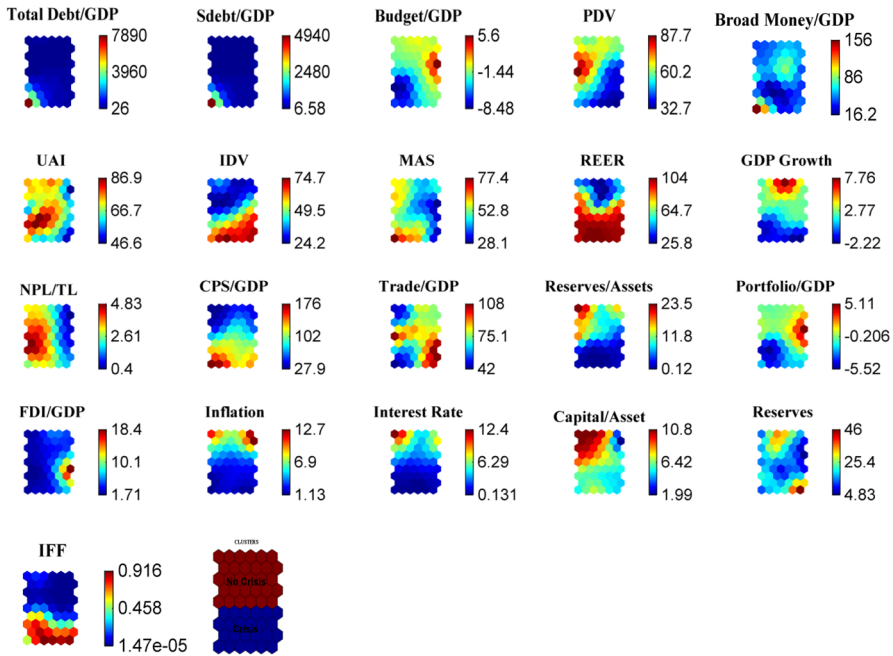 Total Debt/GDP
7890
3960
26
Sdebt/GDP
4940
2480
6.58
Budget/GDP
5.6
-1.44
-8.48
PDV
87.7
60.2
32.7
Broad Money/GDP
156
86
16.2
UAI
86.9
66.7
46.6
IDV
74.7
49.5
24.2
MAS
77.4
52.8
28.1
REER
104
64.7
25.8
GDP Growth
7.76
2.77
-2.22
NPL/TL
4.83
2.61
0.4
CPS/GDP
176
102
27.9
Trade/GDP
108
75.1
42
Reserves/Assets
23.5
11.8
0.12
Portfolio/GDP
5.11
-0.206
-5.52
FDI/GDP
18.4
10.1
1.71
Inflation
12.7
6.9
1.13
Interest Rate
12.4
6.29
0.131
Capital/Asset
10.8
6.42
1.99
Reserves
46
25.4
4.83
IFF
0.916
0.458
1.47e-05
CLUSTERS
No Crisis
Crisis